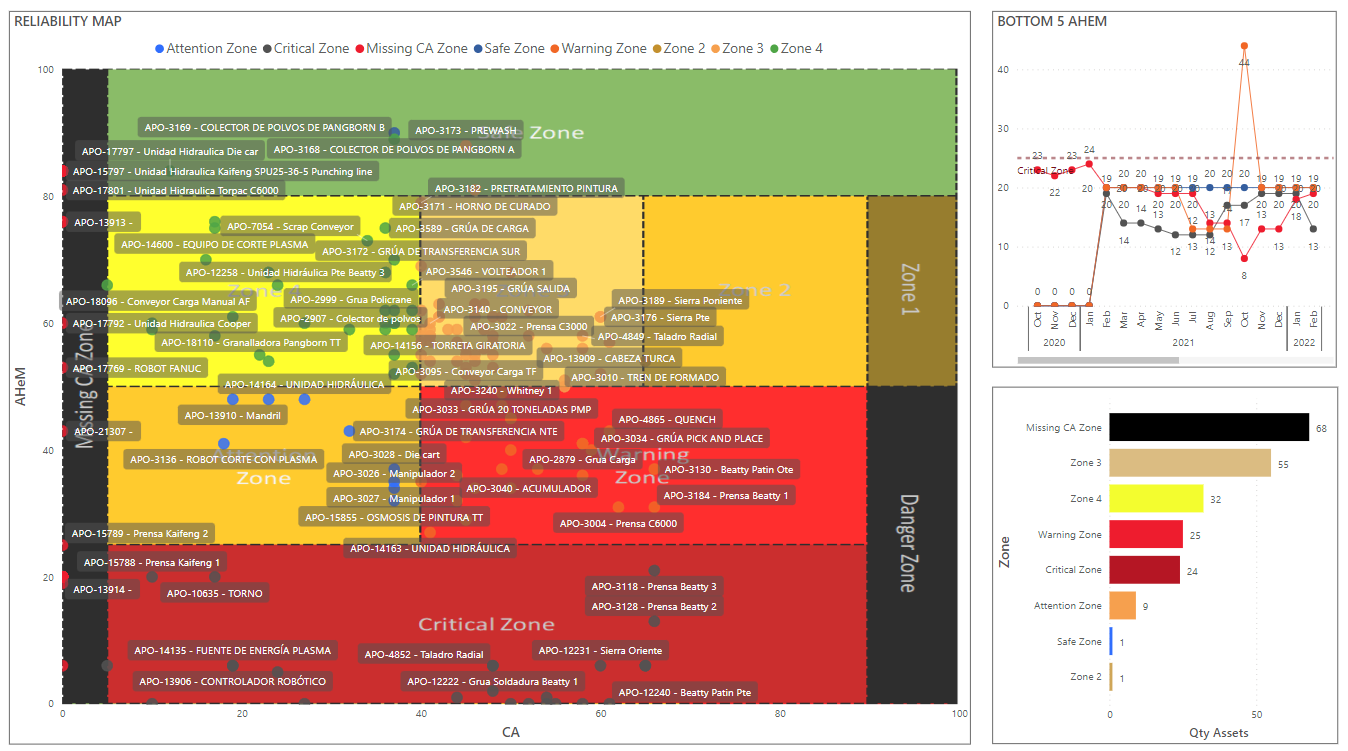 RELIABILITY MAP
Attention Zone
Critical Zone
Missing CA Zone
Safe Zone
Warning Zone
Zone 2
Zone 3
Zone 4
AHeM
100
80
60
40
20
0
Safe Zone
APO-3169 - COLECTOR DE POLVOS DE PANGBORN B
APO-3173 - PREWASH
APO-17797 - Unidad Hidraulica Die car
APO-3168 - COLECTOR DE POLVOS DE PANGBORN A
APO-15797 - Unidad Hidraulica Kaifeng SPU25-36-5 Punching line
APO-17801 - Unidad Hidraulica Torpac C6000
APO-3182 - PRETRATAMIENTO PINTURA
APO-3171 - HORNO DE CURADO
APO-13913 -
APO-7054 - Scrap Conveyor
APO-3589 - GRÚA DE CARGA
APO-14600 - EQUIPO DE CORTE PLASMA
APO-3172 - GRÚA DE TRANSFERENCIA SUR
APO-12258 - Unidad Hidráulica Pte Beatty 3
APO-3546 - VOLTEADOR 1
Zone 4
Zone 2
Zone 1
APO-3195 - GRÚA SALIDA
APO-18096 - Conveyor Carga Manual AF
APO-2999 - Grua Policrane
APO-3189 - Sierra Poniente
APO-3140 - CONVEYOR
APO-2907 - Colector de polvos
APO-3176 - Sierra Pte
APO-17792 - Unidad Hidraulica Cooper
APO-3022 - Prensa C3000
APO-4849 - Taladro Radial
APO-18110 - Granalladora Pangborn TT
APO-14156 - TORRETA GIRATORIA
APO-13909 - CABEZA TURCA
APO-17769 - ROBOT FANUC
APO-3095 - Conveyor Carga TF
APO-3010 - TREN DE FORMADO
APO-14164 - UNIDAD HIDRÁULICA
APO-3240 - Whitney 1
Missing CA Zone
APO-13910 - Mandril
APO-3033 - GRÚA 20 TONELADAS PMP
APO-4865 - QUENCH
APO-21307 -
APO-3174 - GRÚA DE TRANSFERENCIA NTE
APO-3034 - GRÚA PICK AND PLACE
APO-3136 - ROBOT CORTE CON PLASMA
APO-3028 - Die cart
APO-2879 - Grua Carga
Attention
Zone
Warning
Zone
APO-3026 - Manipulador 2
APO-3130 - Beatty Patin Ote
APO-3027 - Manipulador 1
APO-3040 - ACUMULADOR
APO-3184 - Prensa Beatty 1
APO-15855 - OSMOSIS DE PINTURA TT
APO-3004 - Prensa C6000
APO-15789 - Prensa Kaifeng 2
APO-14163 - UNIDAD HIDRÁULICA
Danger Zone
APO-15788 - Prensa Kaifeng 1
APO-13914 -
APO-10635 - TORNO
APO-3118 - Prensa Beatty 3
APO-3128 - Prensa Beatty 2
Critical Zone
APO-14135 - FUENTE DE ENERGÍA PLASMA
APO-4852 - Taladro Radial
APO-12231 - Sierra Oriente
APO-13906 - CONTROLADOR ROBÓTICO
APO-12222 - Grua Soldadura Beatty 1
APO-12240 - Beatty Patin Pte
0 20 40 60 80 100
CA
BOTTOM 5 AHEM
40
30
20
10
0
44
23 23 24
Critical Zone
22 20
19 20 20 20 19 19 20 20 20 19 19 19 19
20 14 14 13 12 13 14 17 13 13 18 13
12 13 12 8
0 0 0 0
Oct Nov Dec Jan Feb Mar Apr May Jun Jul Aug Sep Oct Nov Dec Jan Feb
2020 2021 2022
Zone
Missing CA Zone 68
Zone 3 55
Zone 4 32
Warning Zone 25
Critical Zone 24
Attention Zone 9
Safe Zone 1
Zone 2 1
0 50
Qty Assets